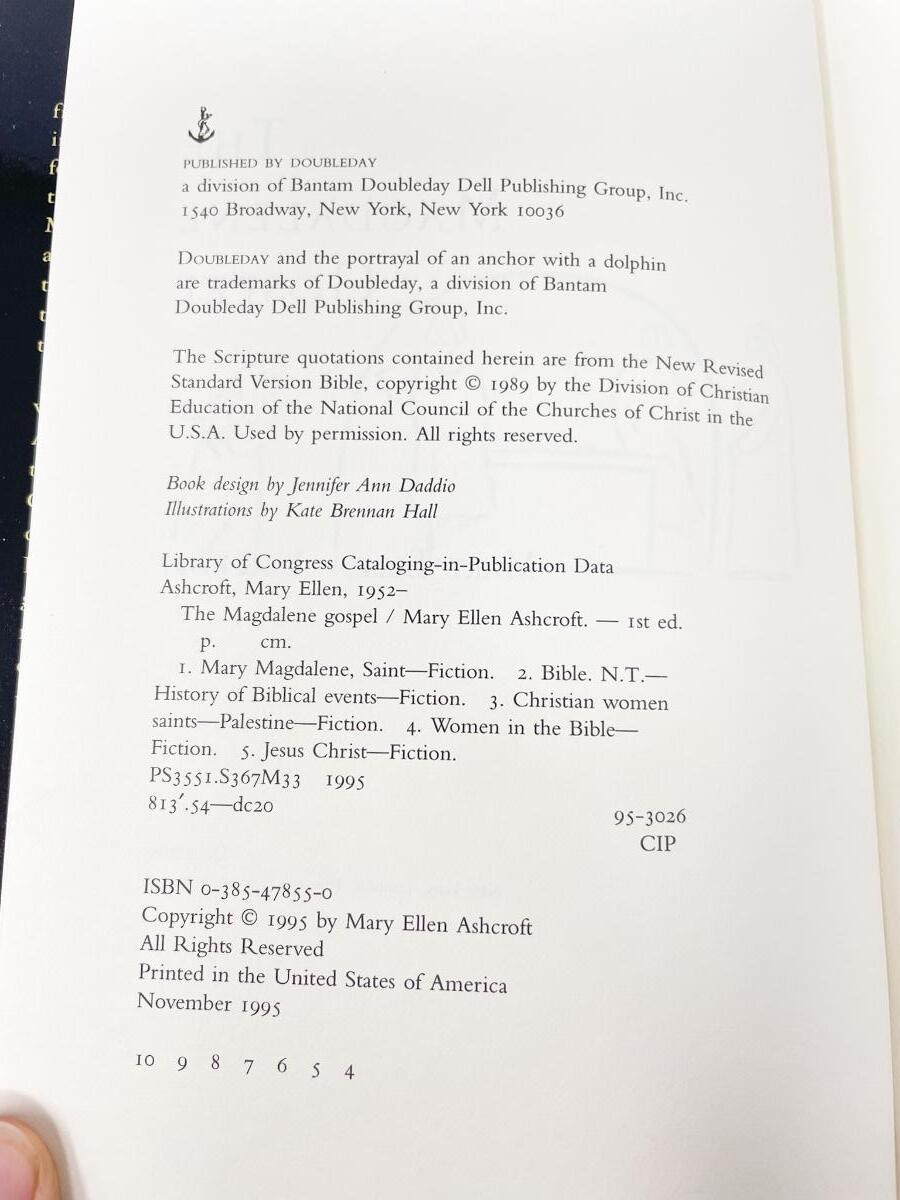 PUBLISHED BY DOUBLEDAY
a division of Bantam Doubleday Dell Publishing Group, Inc.
1540 Broadway, New York, New York 10036
DOUBLEDAY and the portrayal of an anchor with a dolphin
are trademarks of Doubleday, a division of Bantam
Doubleday Dell Publishing Group, Inc.
The Scripture quotations contained herein are from the New Revised
Standard Version Bible, copyright © 1989 by the Division of Christian
Education of the National Council of the Churches of Christ in the
U.S.A. Used by permission. All rights reserved.
Book design by Jennifer Ann Daddio
Illustrations by Kate Brennan Hall
Library of Congress Cataloging-in-Publication Data
Ashcroft, Mary Ellen, 1952–
The Magdalene gospel / Mary Ellen Ashcroft. — 1st ed.
p. cm.
1. Mary Magdalene, Saint—Fiction. 2. Bible. N.T.—
History of Biblical events—Fiction. 3. Christian women
saints—Palestine—Fiction. 4. Women in the Bible—
Fiction. 5. Jesus Christ—Fiction.
PS3551.S367M33 1995
813′.54—dc20
95-3026
CIP
ISBN 0-385-47855-0
Copyright © 1995 by Mary Ellen Ashcroft
All Rights Reserved
Printed in the United States of America
November 1995
10 9 8 7 6 5 4